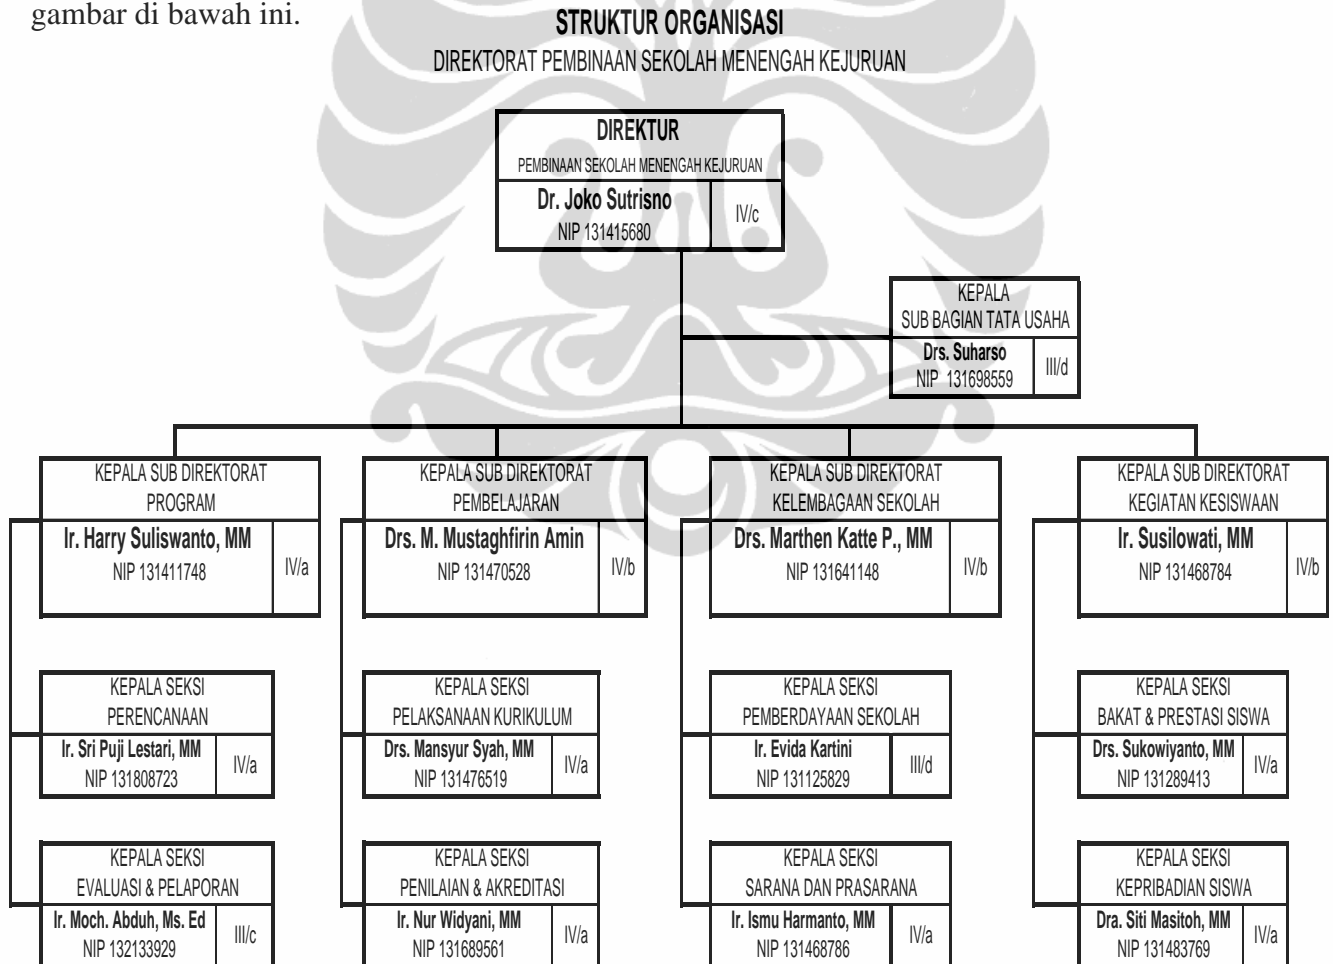 gambar di bawah ini.
STRUKTUR ORGANISASI
DIREKTORAT PEMBINAAN SEKOLAH MENENGAH KEJURUAN
DIREKTUR
PEMBINAAN SEKOLAH MENENGAH KEJURUAN
Dr. Joko Sutrisno
NIP 131415680
IV/c
KEPALA
SUB BAGIAN TATA USAHA
Drs. Suharso
NIP 131698559
III/d
KEPALA SUB DIREKTORAT
PROGRAM
Ir. Harry Suliswanto, MM
NIP 131411748
IV/a
KEPALA SUB DIREKTORAT
PEMBELAJARAN
Drs. M. Mustaghfirin Amin
NIP 131470528
IV/b
KEPALA SUB DIREKTORAT
KELEMBAGAAN SEKOLAH
Drs. Marthen Katte P., MM
NIP 131641148
IV/b
KEPALA SUB DIREKTORAT
KEGIATAN KESISWAAN
Ir. Susilowati, MM
NIP 131468784
IV/b
KEPALA SEKSI
PERENCANAAN
Ir. Sri Puji Lestari, MM
NIP 131808723
IV/a
KEPALA SEKSI
PELAKSANAAN KURIKULUM
Drs. Mansyur Syah, MM
NIP 131476519
IV/a
KEPALA SEKSI
PEMBERDAYAAN SEKOLAH
Ir. Evida Kartini
NIP 131125829
III/d
KEPALA SEKSI
BAKAT & PRESTASI SISWA
Drs. Sukowiyanto, MM
NIP 131289413
IV/a
KEPALA SEKSI
EVALUASI & PELAPORAN
Ir. Moch. Abduh, Ms. Ed
NIP 132133929
III/c
KEPALA SEKSI
PENILAIAN & AKREDITASI
Ir. Nur Widyani, MM
NIP 131689561
IV/a
KEPALA SEKSI
SARANA DAN PRASARANA
Ir. Ismu Harmanto, MM
NIP 131468786
IV/a
KEPALA SEKSI
KEPRIBADIAN SISWA
Dra. Siti Masitoh, MM
NIP 131483769
IV/a